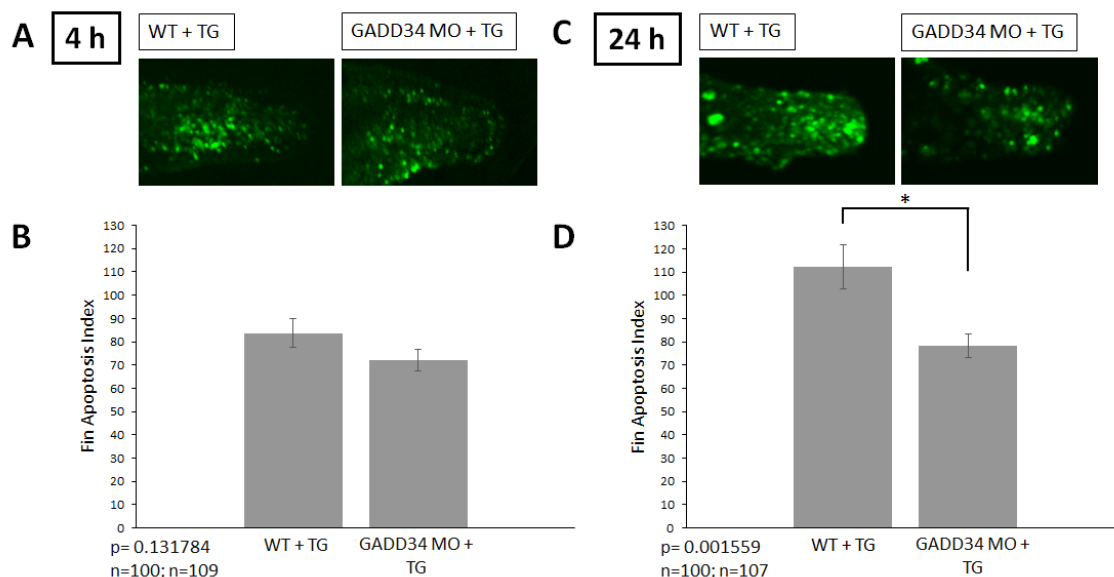 A 4 h WT + TG GADD34 MO + TG
C 24 h WT + TG GADD34 MO + TG
B
Fin Apoptosis Index
130
120
110
100
90
80
70
60
50
40
30
20
10
0
WT + TG GADD34 MO +
TG
p= 0.131784
n=100; n=109
D
*
Fin Apoptosis Index
130
120
110
100
90
80
70
60
50
40
30
20
10
0
WT + TG GADD34 MO +
TG
p= 0.001559
n=100; n=107